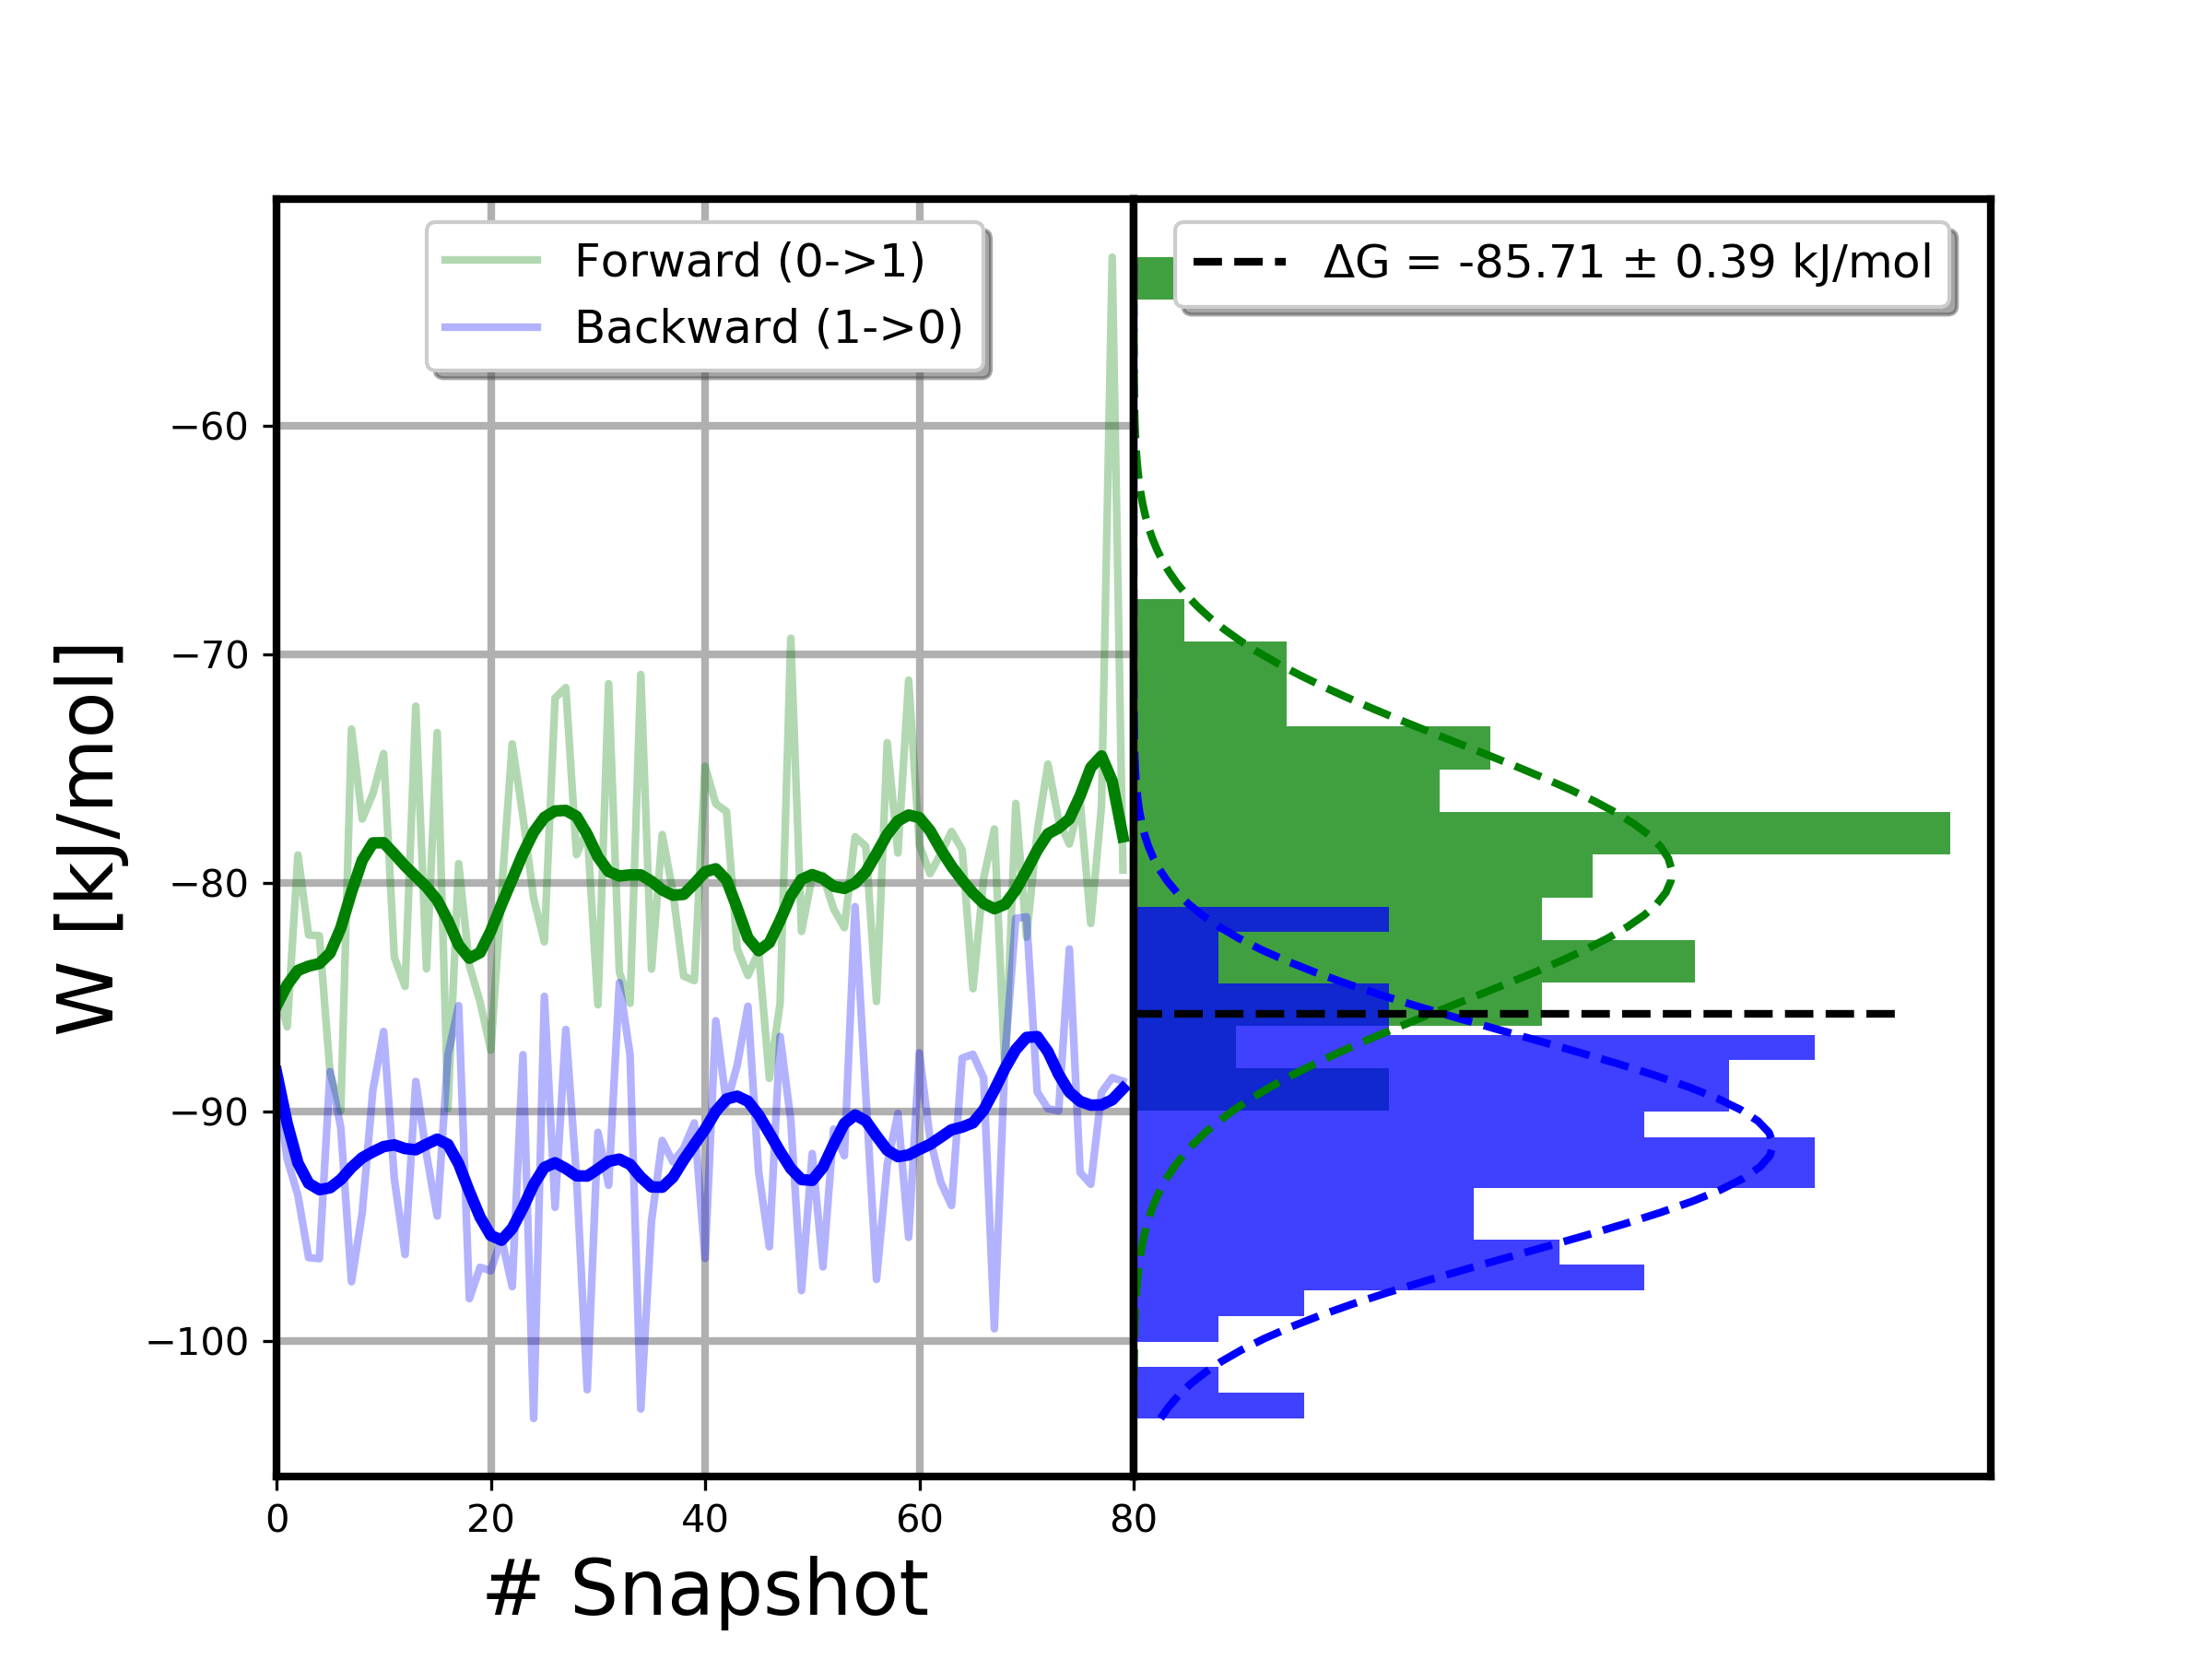 Forward (0->1)
Backward (1->0)
ΔG = -85.71 ± 0.39 kJ/mol
−60
−70
−80
−90
−100
W [kJ/mol]
0 20 40 60 80
# Snapshot